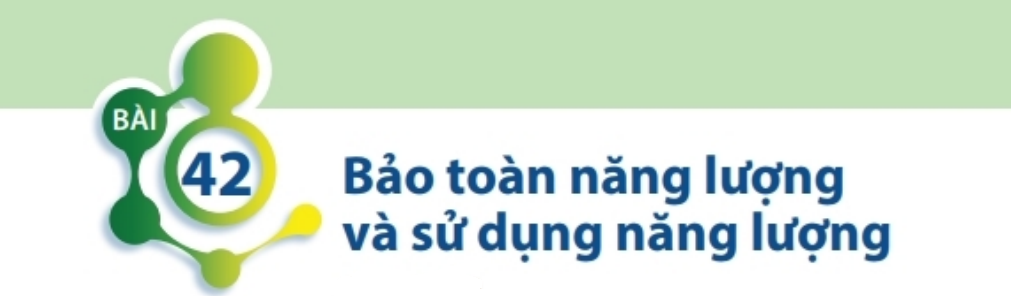 BÀI
42
Bảo toàn năng lượng
và sử dụng năng lượng